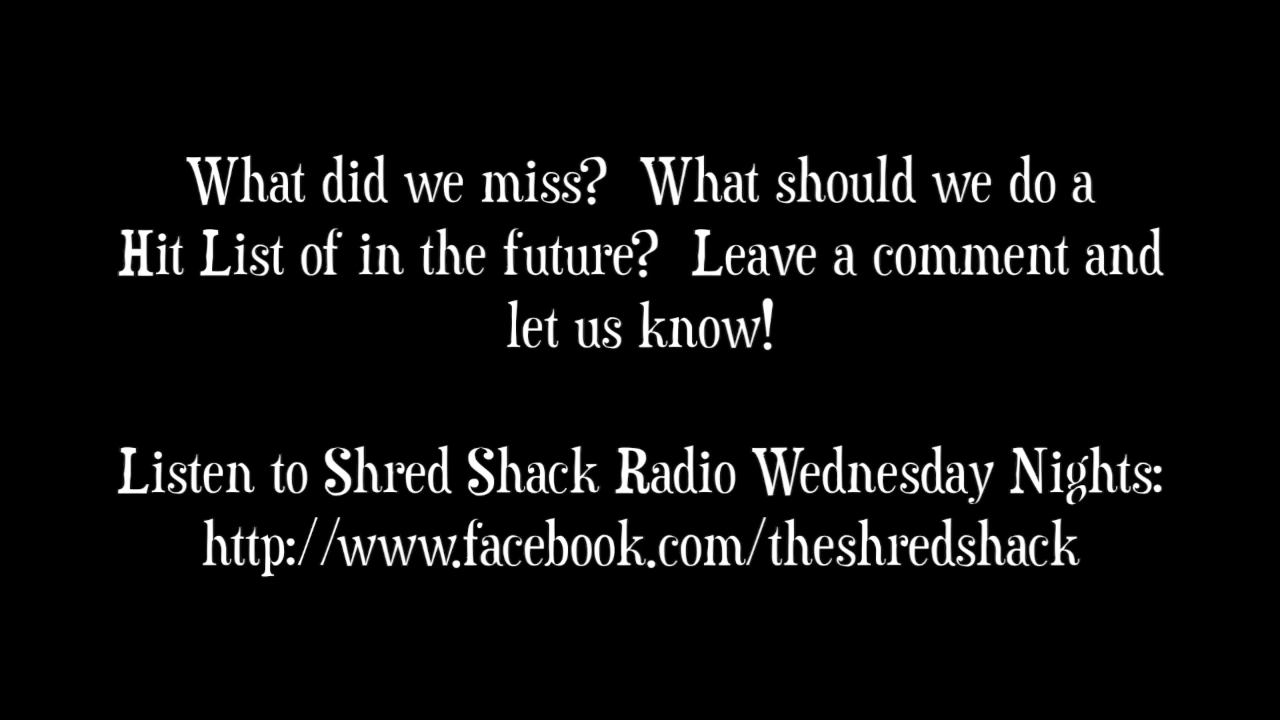 What did we miss?  What should we do a
Hit List of in the future?  Leave a comment and
let us know!
Listen to Shred Shack Radio Wednesday Nights:
http://www.facebook.com/theshredshack